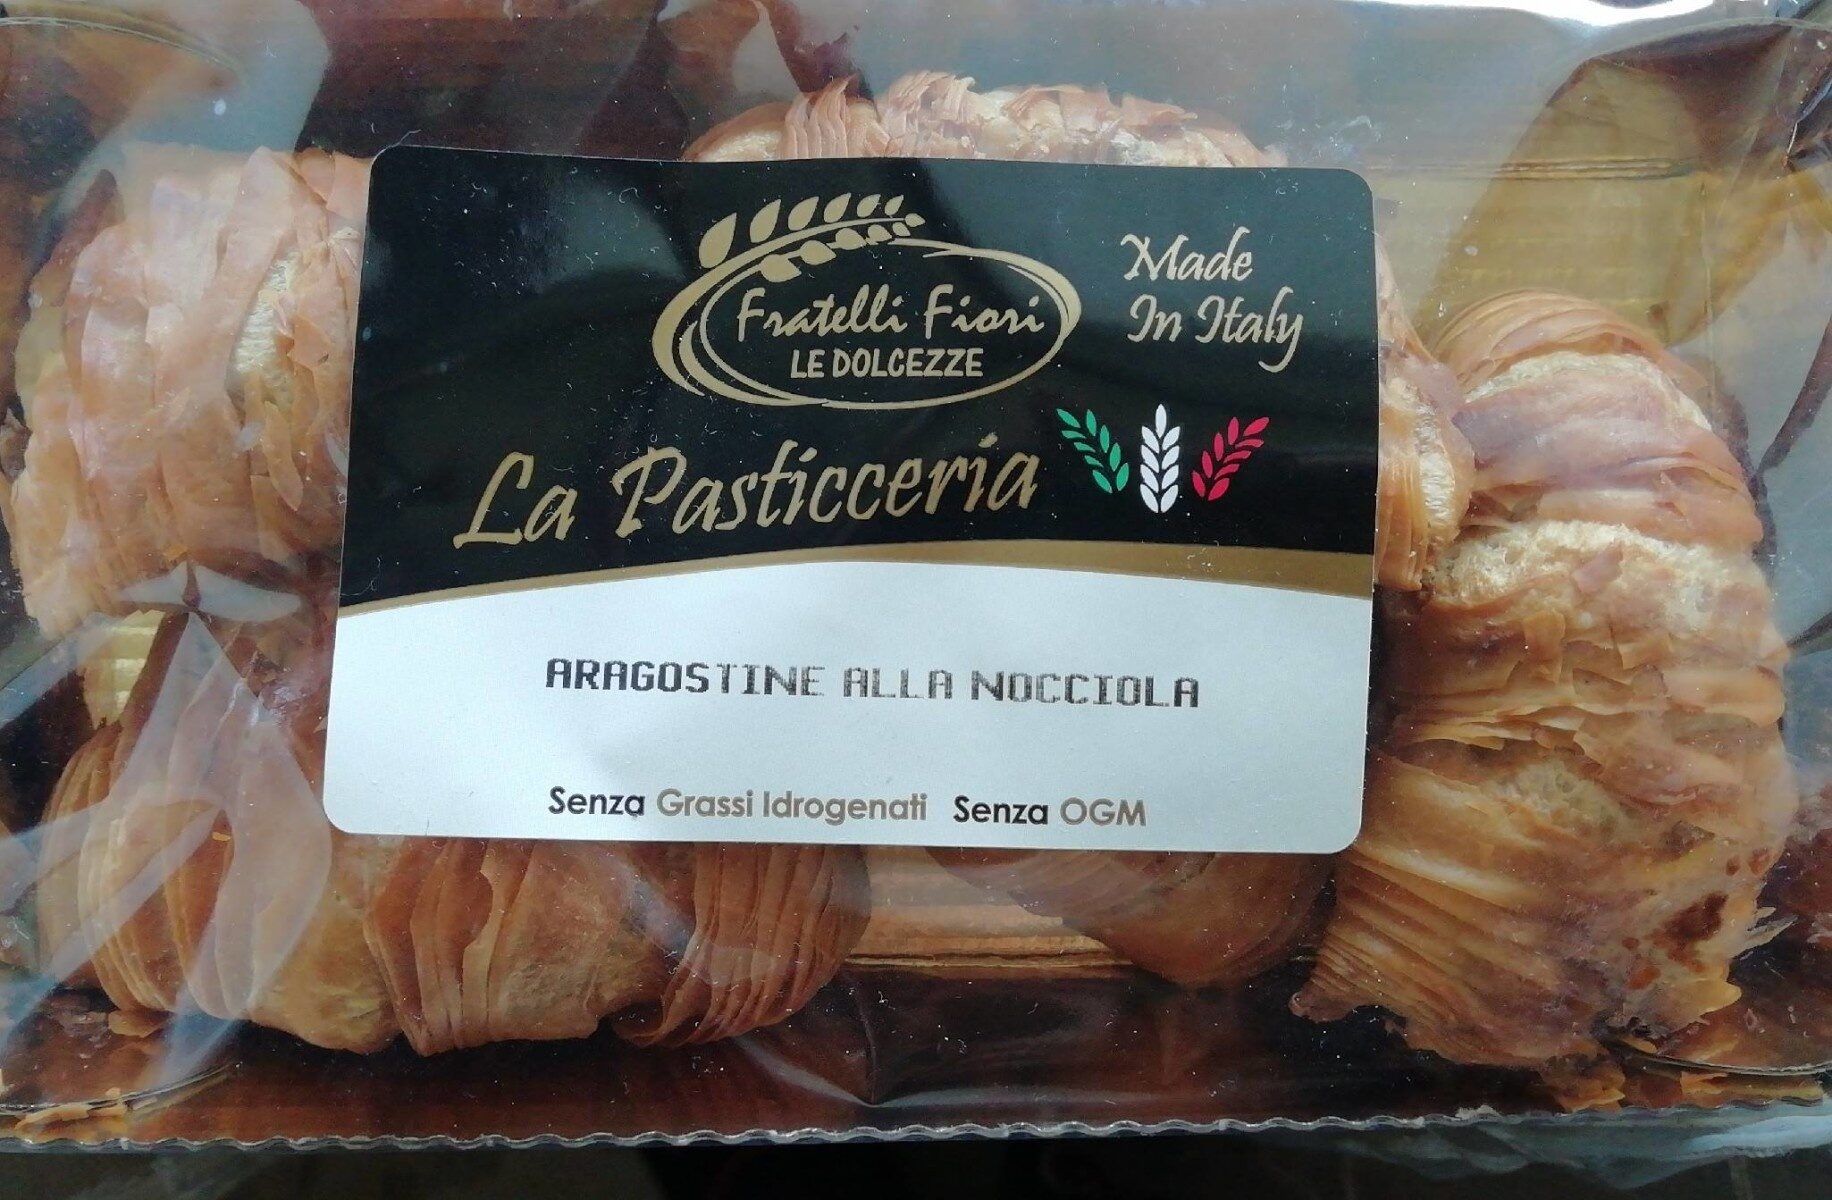 Fratelli Fiori
LE DOLCEZZE
Made
In Italy
La Pasticceria
ARAGOSTINE ALLA NOCCIOLA
Senza Grassi Idrogenati Senza OGM